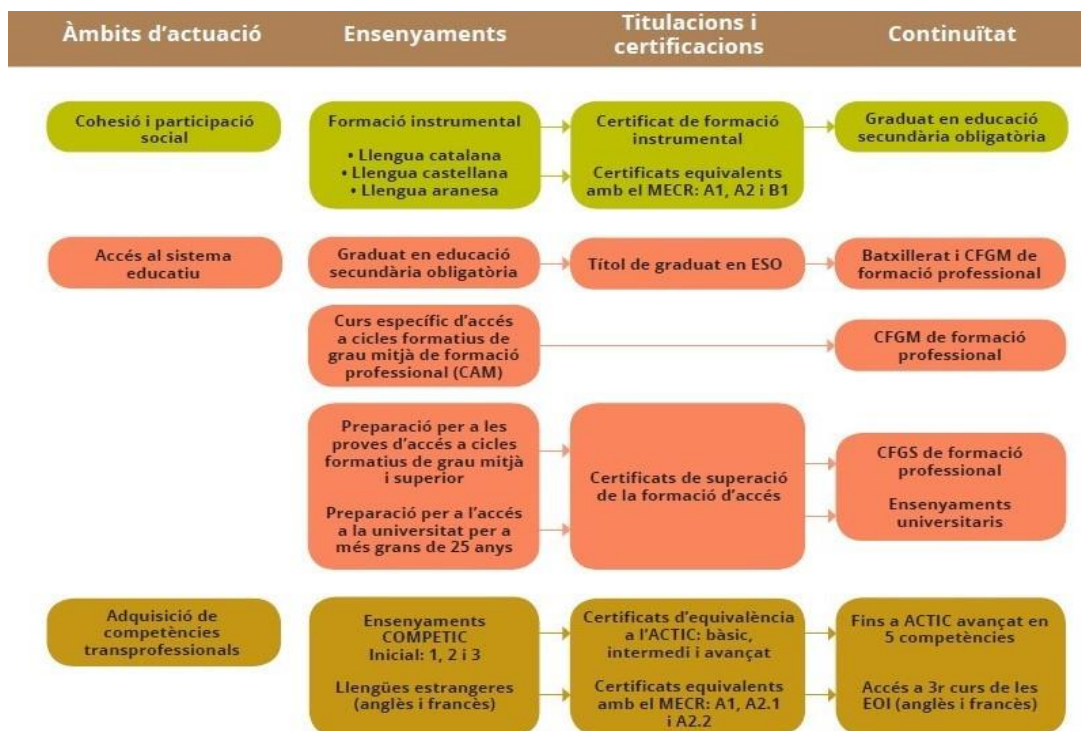 Àmbits d’actuació
Ensenyaments
Titulacions i
certificacions
Continuïtat
Cohesió i participació
social
Formació instrumental
• Llengua catalana
• Llengua castellana
• Llengua aranesa
Certificat de formació
instrumental
Certificats equivalents
amb el MECR: A1, A2 i B1
Graduat en educació
secundària obligatòria
Accés al sistema
educatiu
Graduat en educació
secundària obligatòria
Títol de graduat en ESO
Batxillerat i CFGM de
formació professional
Curs específic d’accés
a cicles formatius de
grau mitjà de formació
professional (CAM)
CFGM de formació
professional
Preparació per a les
proves d’accés a cicles
formatius de grau mitjà
i superior
Preparació per a l’accés
a la universitat per a
més grans de 25 anys
Certificats de superació
de la formació d’accés
CFGS de formació
professional
Ensenyaments
universitaris
Adquisició de
competències
transprofessionals
Ensenyaments
COMPETIC
Inicial: 1, 2 i 3
Llengües estrangeres
(anglès i francès)
Certificats d’equivalència
a l’ACTIC: bàsic,
intermedi i avançat
Certificats equivalents
amb el MECR: A1, A2.1
i A2.2
Fins a ACTIC avançat en
5 competències
Accés a 3r curs de les
EOI (anglès i francès)